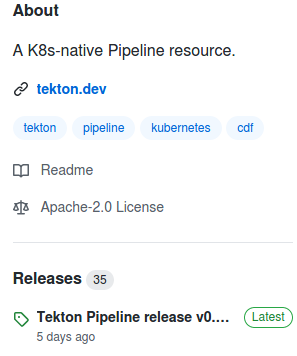 About
A K8s-native Pipeline resource.
tekton.dev
tekton pipeline kubernetes cdf
Readme
Apache-2.0 License
Releases 35
Tekton Pipeline release v0.... Latest
5 days ago